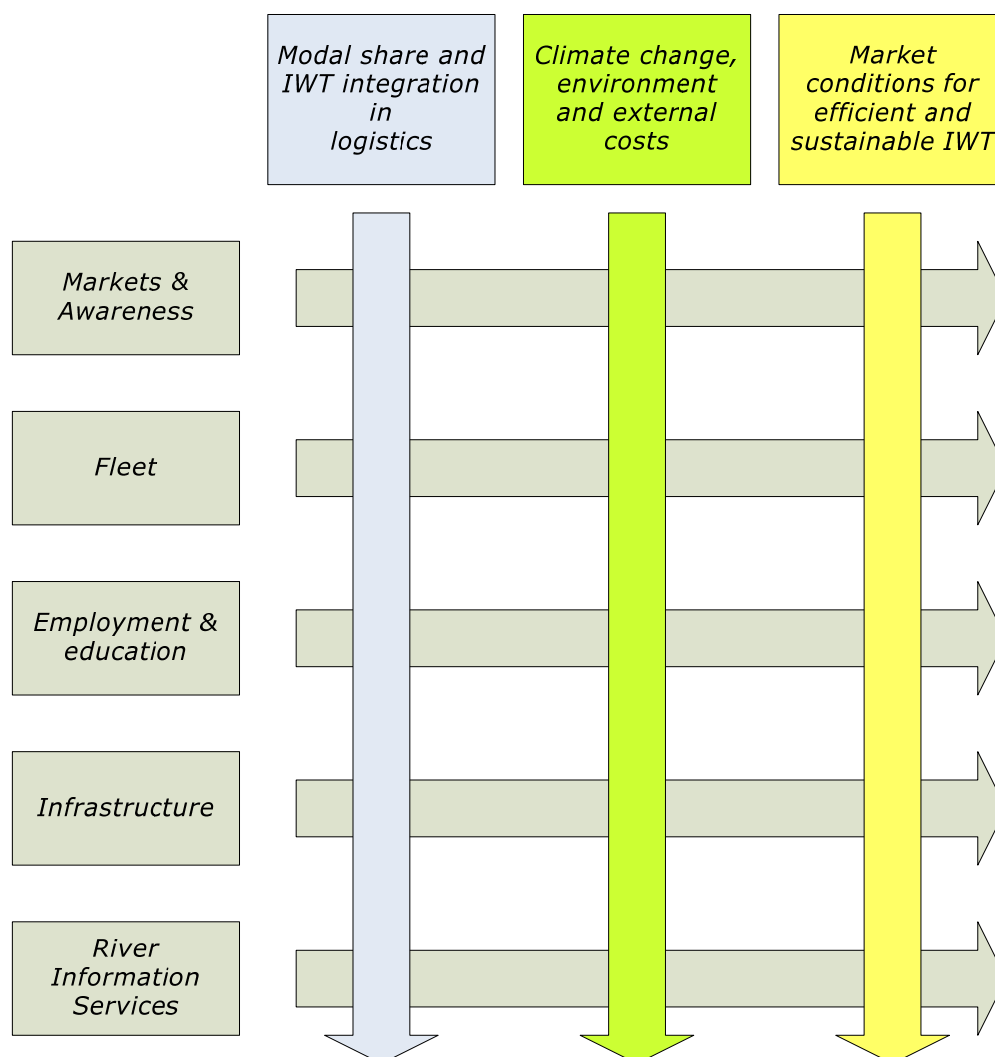 Modal share and
IWT integration
in
logistics
Climate change,
environment
and external
costs
Market
conditions for
efficient and
sustainable IWT
Markets &
Awareness
Fleet
Employment &
education
Infrastructure
River
Information
Services